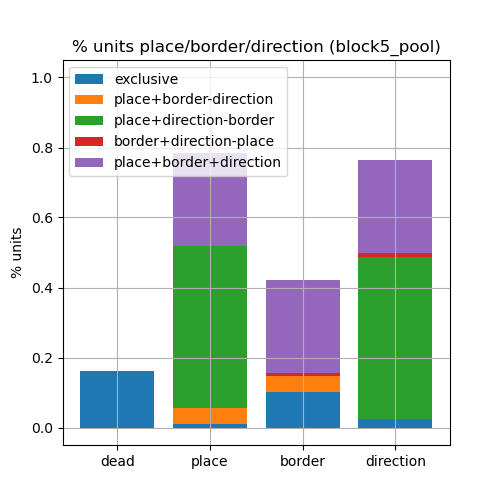 % units place/border/direction (block5_pool)
1.0
0.8
0.6
0.4
0.2
0.0
% units
exclusive
place+border-direction
place+direction-border
border+direction-place
place+border+direction
dead place border direction